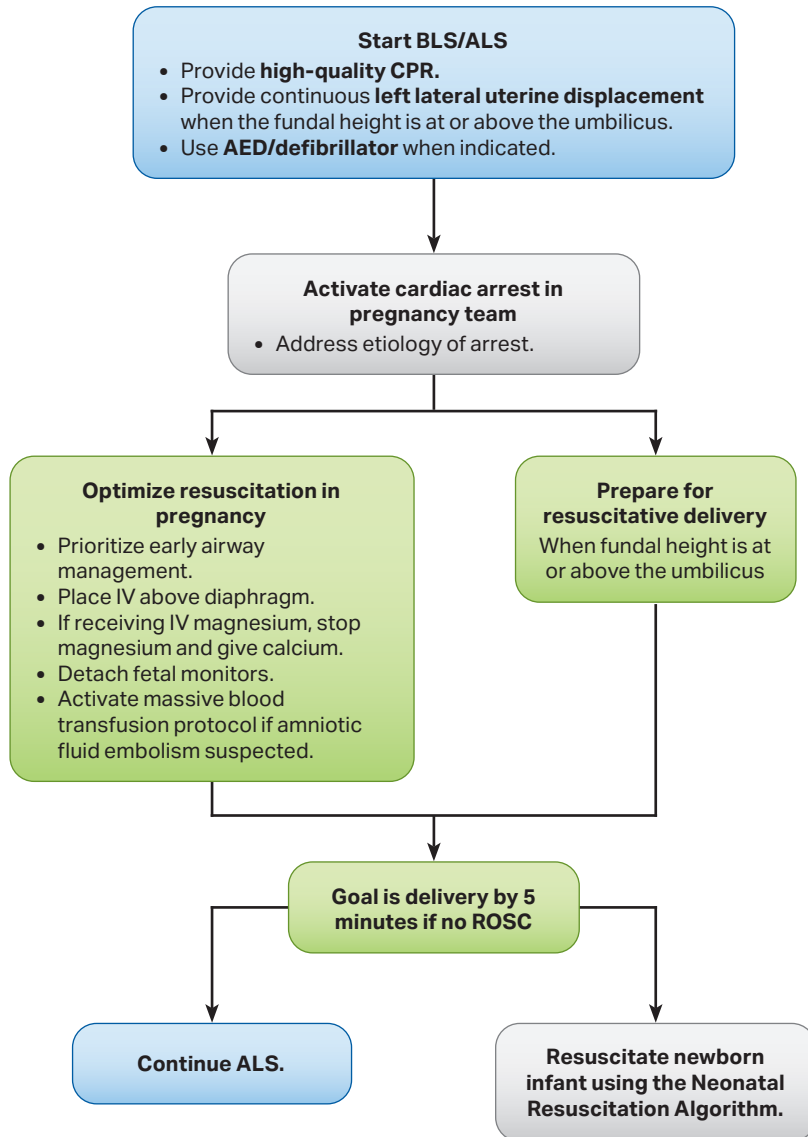 Start BLS/ALS
• Provide high-quality CPR.
• Provide continuous left lateral uterine displacement
when the fundal height is at or above the umbilicus.
• Use AED/defibrillator when indicated.
Activate cardiac arrest in
pregnancy team
• Address etiology of arrest.
Optimize resuscitation in
pregnancy
• Prioritize early airway
management.
• Place IV above diaphragm.
• If receiving IV magnesium, stop
magnesium and give calcium.
• Detach fetal monitors.
• Activate massive blood
transfusion protocol if amniotic
fluid embolism suspected.
Prepare for
resuscitative delivery
When fundal height is at
or above the umbilicus
Goal is delivery by 5
minutes if no ROSC
Continue ALS.
Resuscitate newborn
infant using the Neonatal
Resuscitation Algorithm.